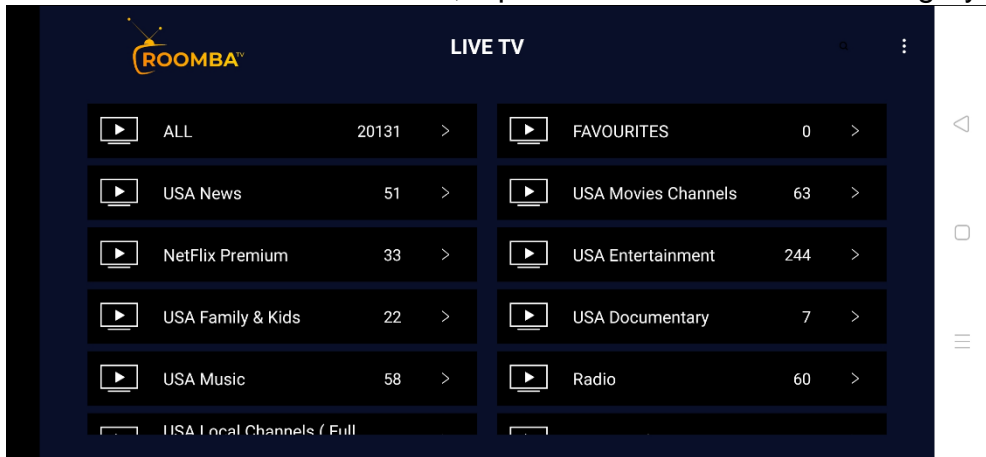 ROOMBA TV
LIVE TV
ALL 20131 >
FAVOURITES 0 >
USA News 51 >
USA Movies Channels 63 >
NetFlix Premium 33 >
USA Entertainment 244 >
USA Family & Kids 22 >
USA Documentary 7 >
USA Music 58 >
Radio 60 >
USA Local Channels ( Full